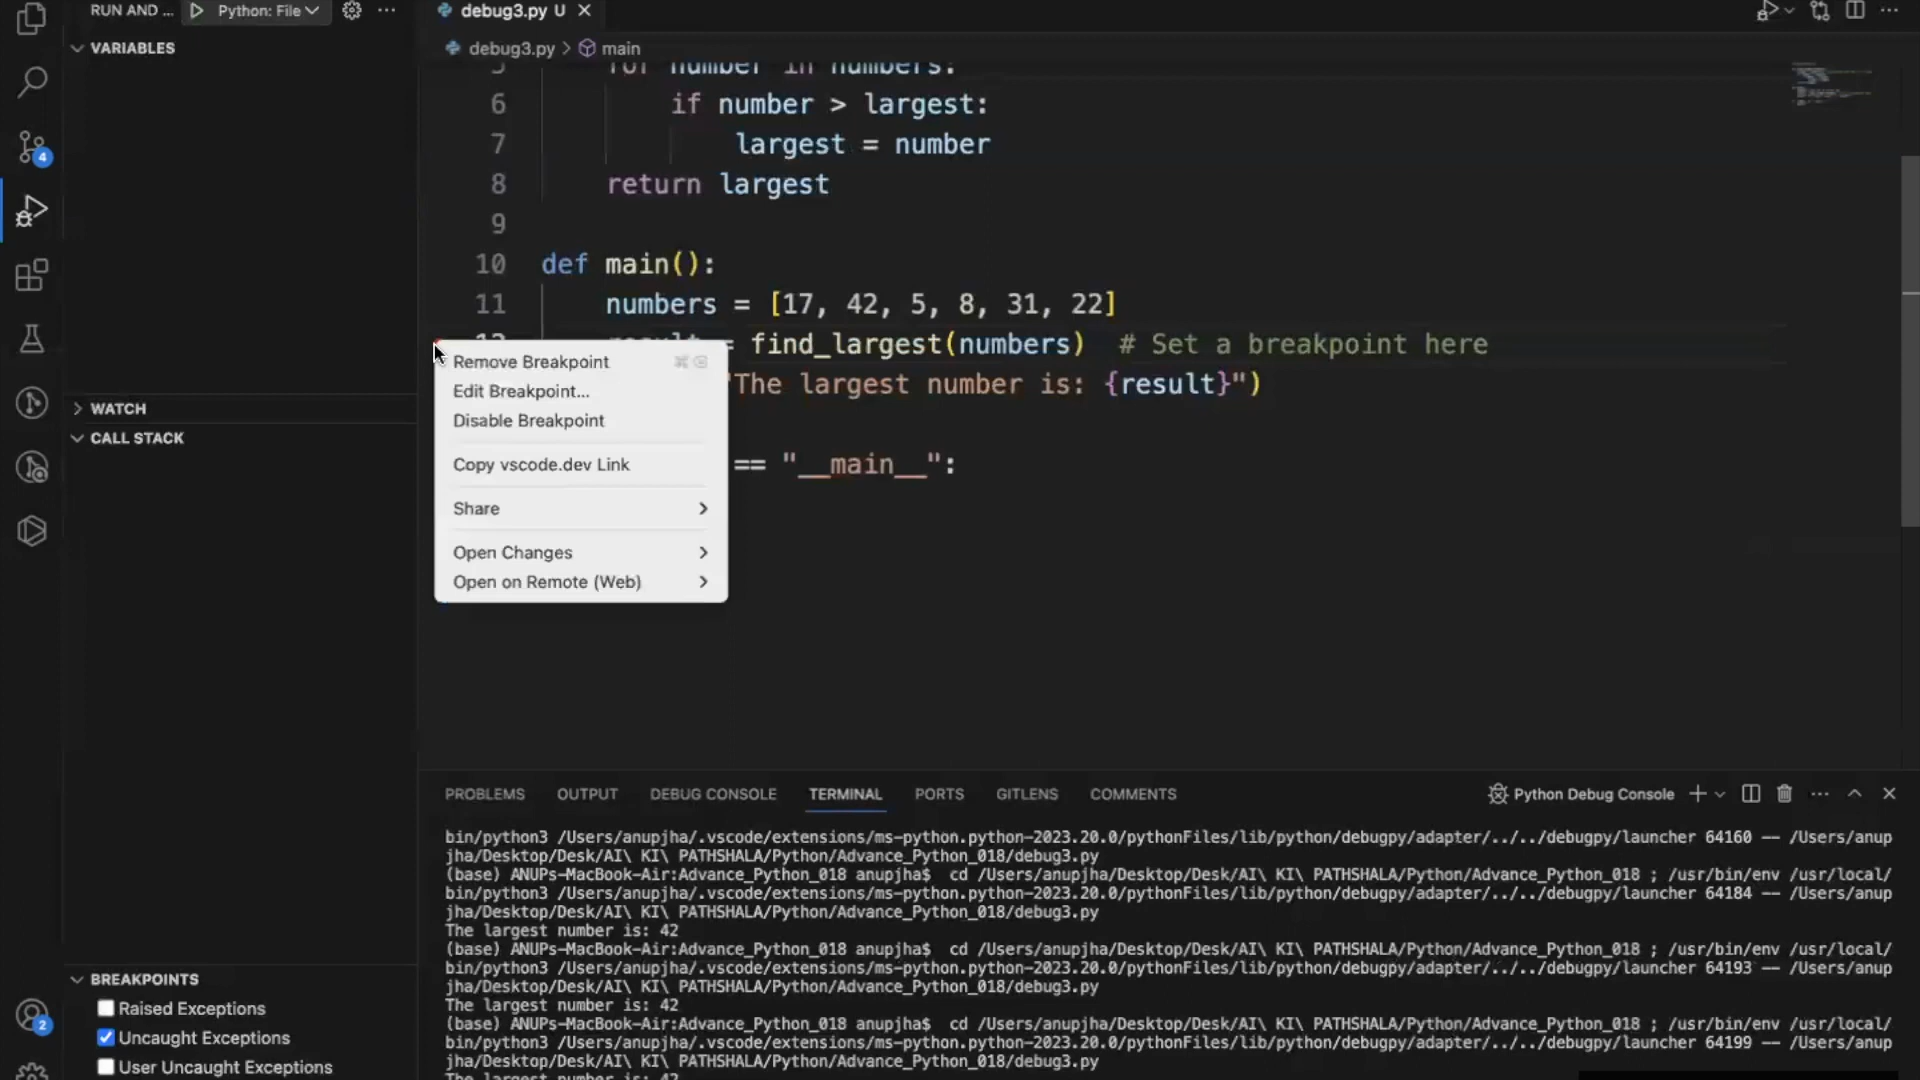 RUN AND ... Python: File
VARIABLES
WATCH
CALL STACK
BREAKPOINTS
Raised Exceptions
Uncaught Exceptions
User Uncaught Exceptions
4
2
debug3.py U
debug3.py > main
5 for number in numbers:
6 if number > largest:
7 largest = number
8 return largest
9
10 def main():
11 numbers = [17, 42, 5, 8, 31, 22]
12 result = find_largest(numbers) # Set a breakpoint here
"The largest number is: {result}")
== "__main__":
Remove Breakpoint ⌘⌫
Edit Breakpoint...
Disable Breakpoint
Copy vscode.dev Link
Share
Open Changes
Open on Remote (Web)
PROBLEMS OUTPUT DEBUG CONSOLE TERMINAL PORTS GITLENS COMMENTS Python Debug Console
bin/python3 /Users/anupjha/.vscode/extensions/ms-python.python-2023.20.0/pythonFiles/lib/python/debugpy/adapter/../../debugpy/launcher 64160 -- /Users/anup
jha/Desktop/Desk/AI\ KI\ PATHSHALA/Python/Advance_Python_018/debug3.py
(base) ANUPs-MacBook-Air:Advance_Python_018 anupjha$ cd /Users/anupjha/Desktop/Desk/AI\ KI\ PATHSHALA/Python/Advance_Python_018 ; /usr/bin/env /usr/local/
bin/python3 /Users/anupjha/.vscode/extensions/ms-python.python-2023.20.0/pythonFiles/lib/python/debugpy/adapter/../../debugpy/launcher 64184 -- /Users/anup
jha/Desktop/Desk/AI\ KI\ PATHSHALA/Python/Advance_Python_018/debug3.py
The largest number is: 42
(base) ANUPs-MacBook-Air:Advance_Python_018 anupjha$ cd /Users/anupjha/Desktop/Desk/AI\ KI\ PATHSHALA/Python/Advance_Python_018 ; /usr/bin/env /usr/local/
bin/python3 /Users/anupjha/.vscode/extensions/ms-python.python-2023.20.0/pythonFiles/lib/python/debugpy/adapter/../../debugpy/launcher 64193 -- /Users/anup
jha/Desktop/Desk/AI\ KI\ PATHSHALA/Python/Advance_Python_018/debug3.py
The largest number is: 42
(base) ANUPs-MacBook-Air:Advance_Python_018 anupjha$ cd /Users/anupjha/Desktop/Desk/AI\ KI\ PATHSHALA/Python/Advance_Python_018 ; /usr/bin/env /usr/local/
bin/python3 /Users/anupjha/.vscode/extensions/ms-python.python-2023.20.0/pythonFiles/lib/python/debugpy/adapter/../../debugpy/launcher 64199 -- /Users/anup
jha/Desktop/Desk/AI\ KI\ PATHSHALA/Python/Advance_Python_018/debug3.py
The largest number is: 42